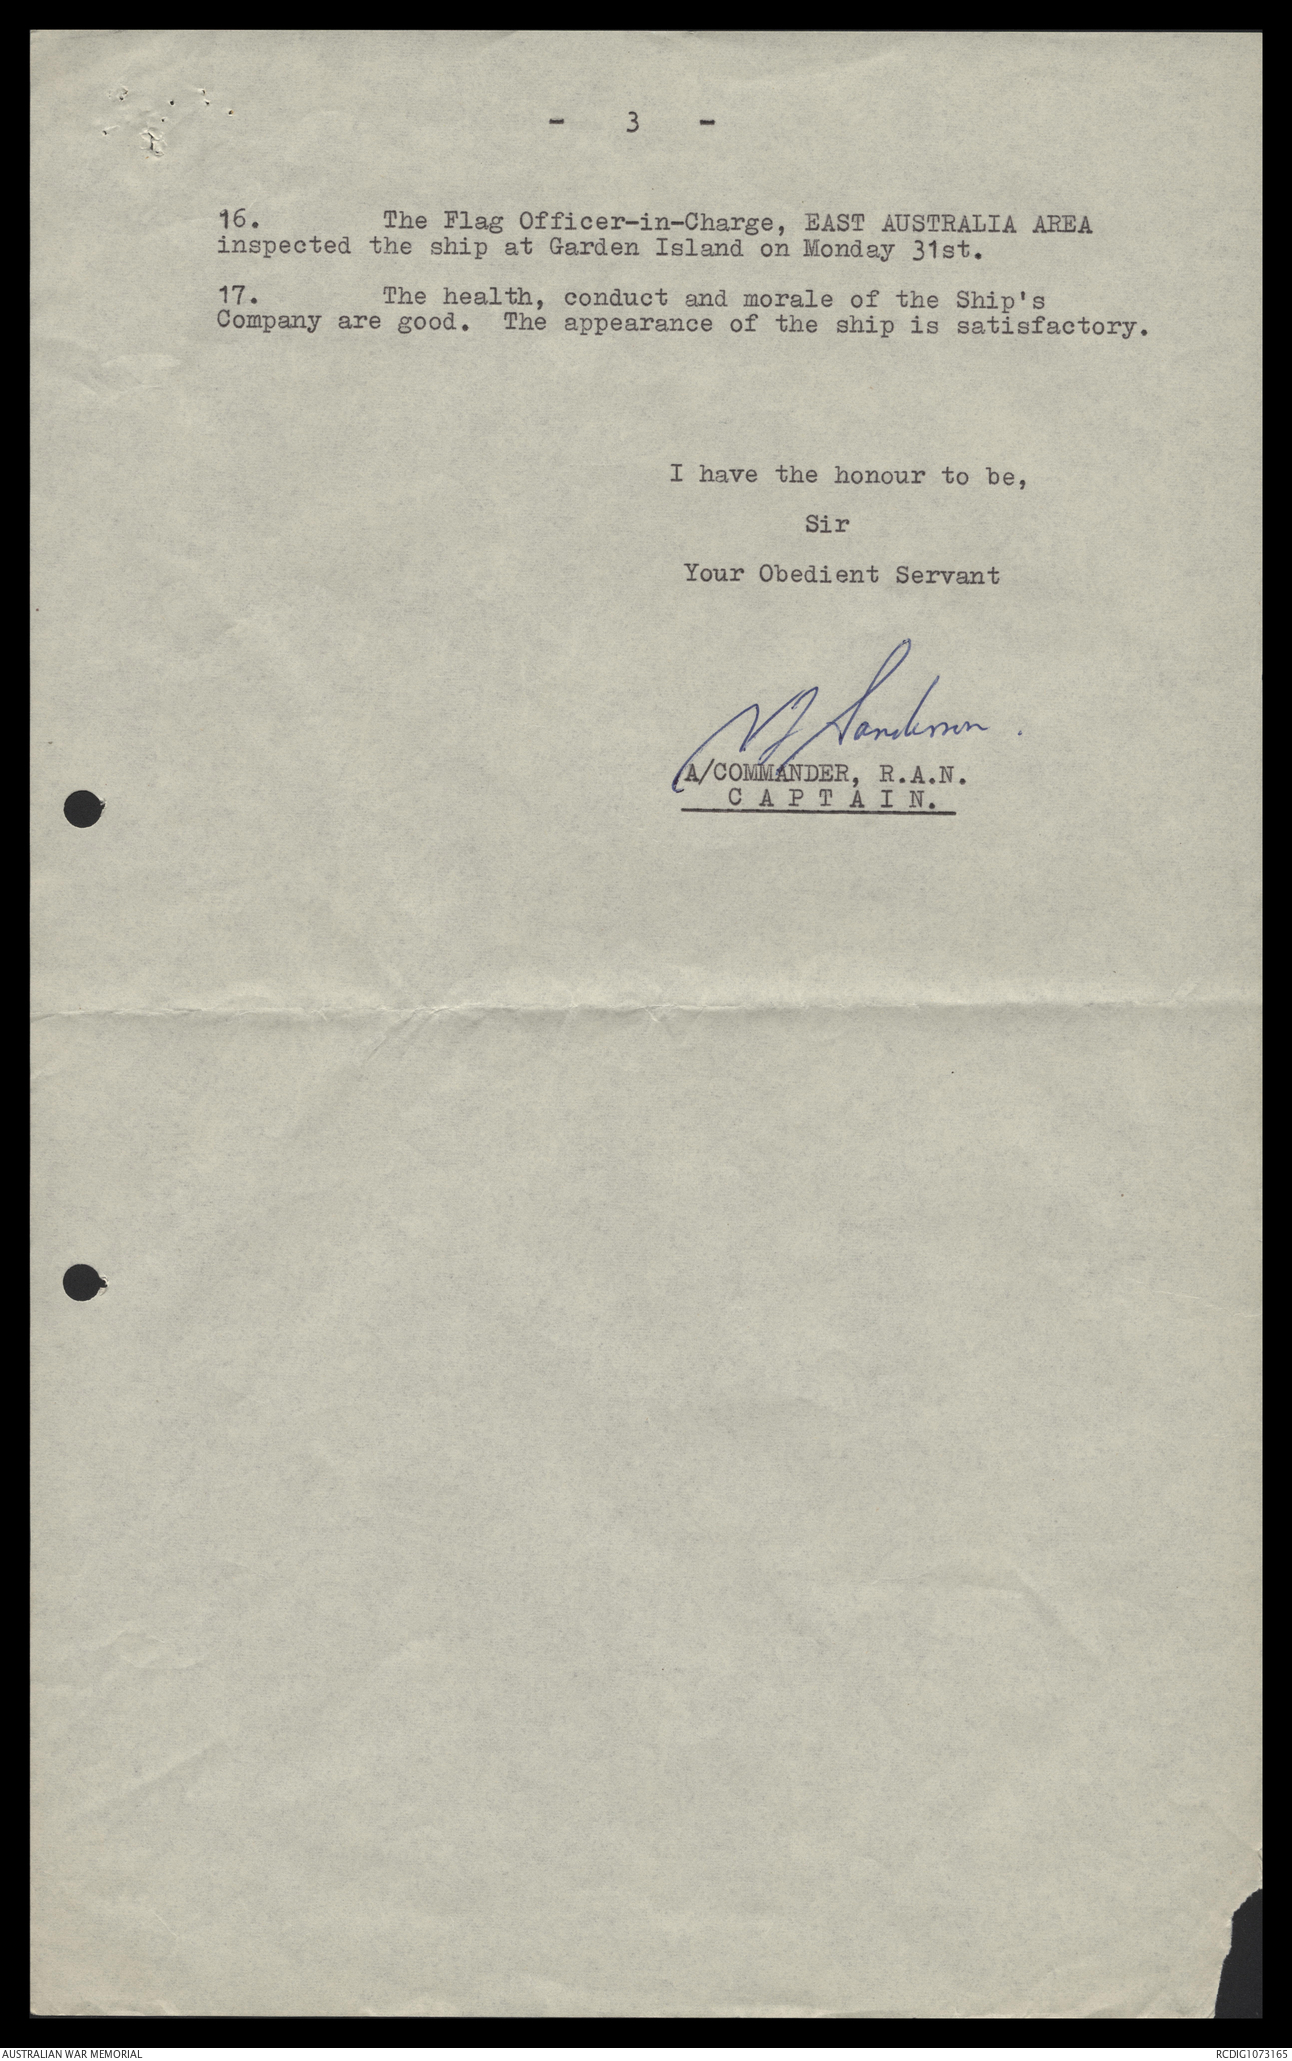 - 3 -
16. The Flag Officer-in-Charge, EAST AUSTRALIA AREA
inspected the ship at Garden Island on Monday 31st.
17. The health, conduct and morale of the Ship's
Company are good. The appearance of the ship is satisfactory.
I have the honour to be,
Sir
Your Obedient Servant
Sanderson.
A/COMMANDER, R.A.N.
C A P T A I N.
AUSTRALIAN WAR MEMORIAL
RCDIG1073165